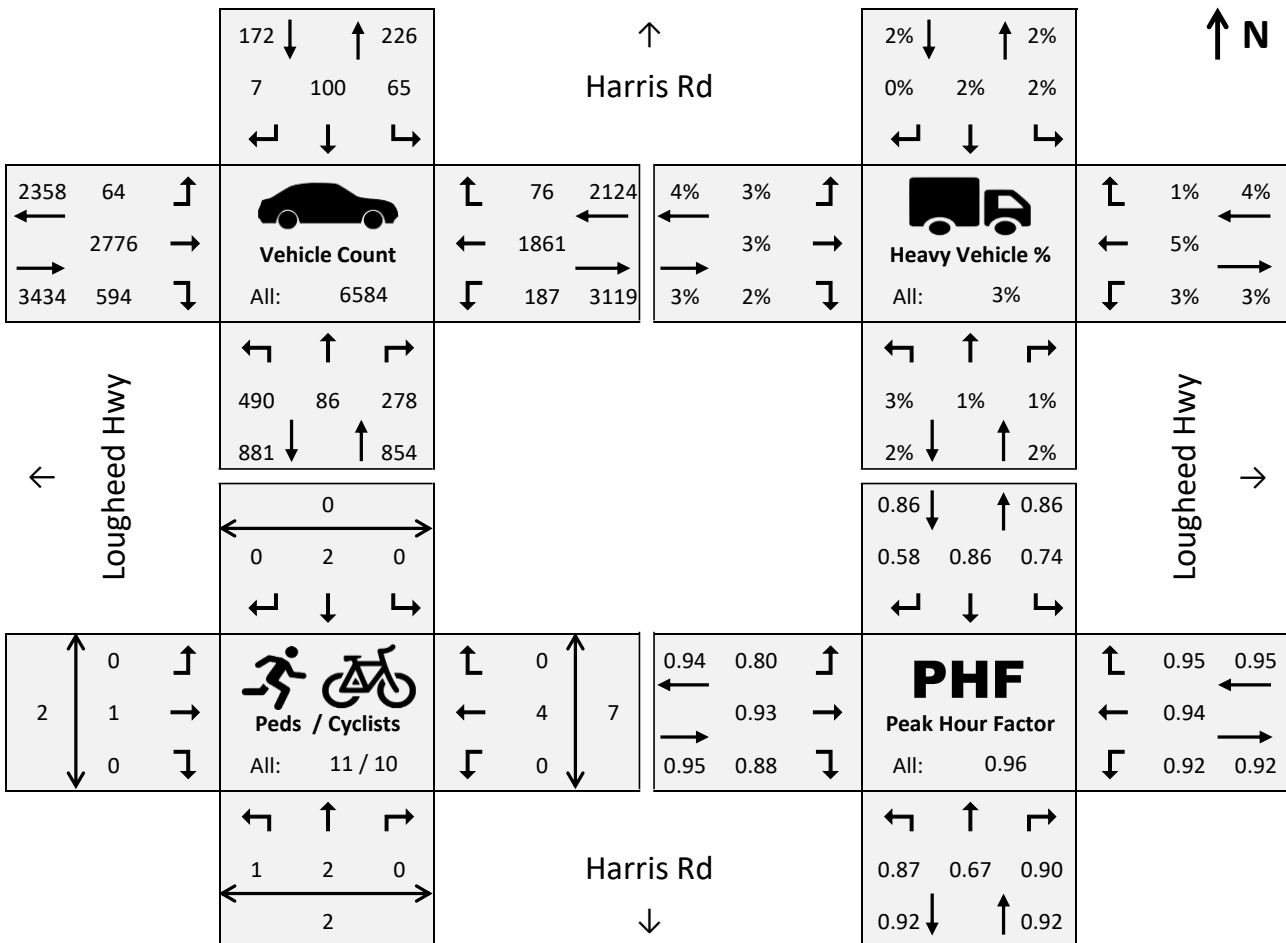 172 226 2% 2% N
7 100 65 Harris Rd 0% 2% 2%
2358 64 76 2124 4% 3% 1% 4%
2776 1861 3% 5%
Vehicle Count Heavy Vehicle %
3434 594 All: 6584 187 3119 3% 2% All: 3% 3% 3%
490 86 278 3% 1% 1%
881 854 2% 2%
Lougheed Hwy
Lougheed Hwy
0 0.86 0.86
0 2 0 0.58 0.86 0.74
0 0 0.94 0.80 PHF 0.95 0.95
2 1 4 7 0.93 0.94
Peds / Cyclists Peak Hour Factor
0 All: 11 / 10 0 0.95 0.88 All: 0.96 0.92 0.92
1 2 0 Harris Rd 0.87 0.67 0.90
2 0.92 0.92